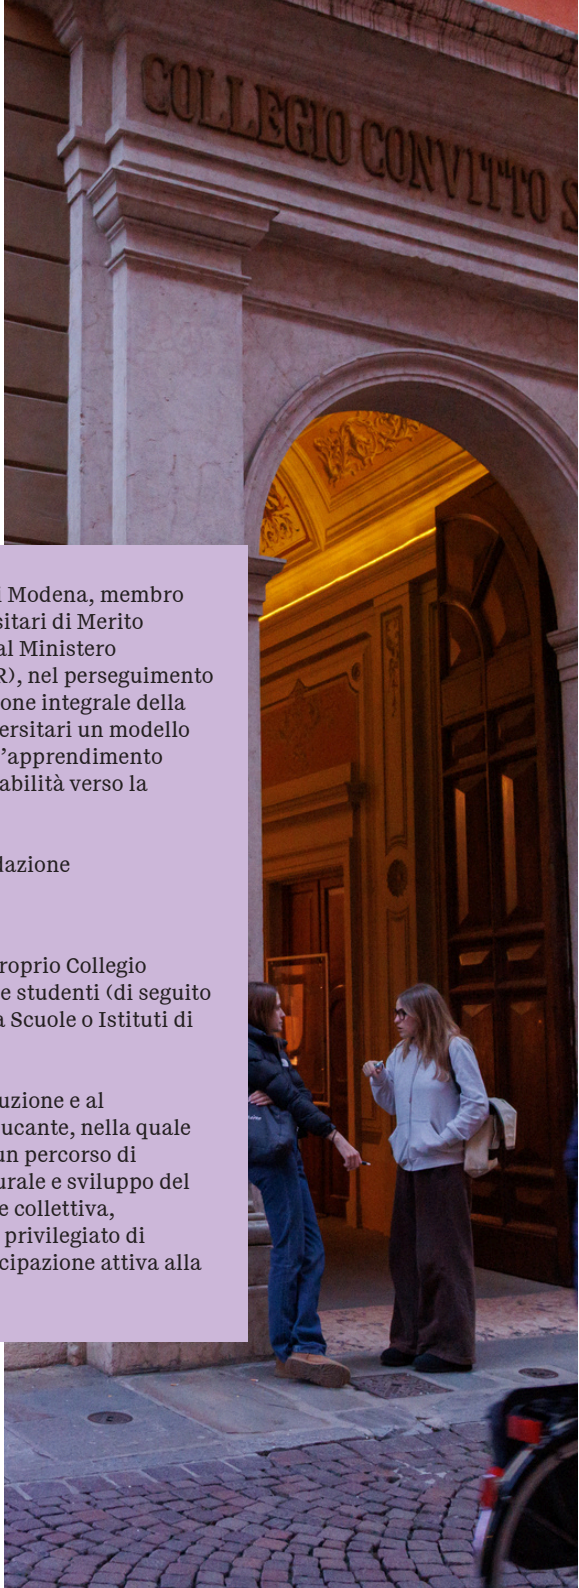 COLLEGIO CONVITTO S
i Modena, membro
sitari di Merito
al Ministero
R), nel perseguimento
one integrale della
ersitari un modello
’apprendimento
abilità verso la
lazione
roprio Collegio
e studenti (di seguito
a Scuole o Istituti di
uzione e al
ucante, nella quale
un percorso di
urale e sviluppo del
e collettiva,
privilegiato di
cipazione attiva alla